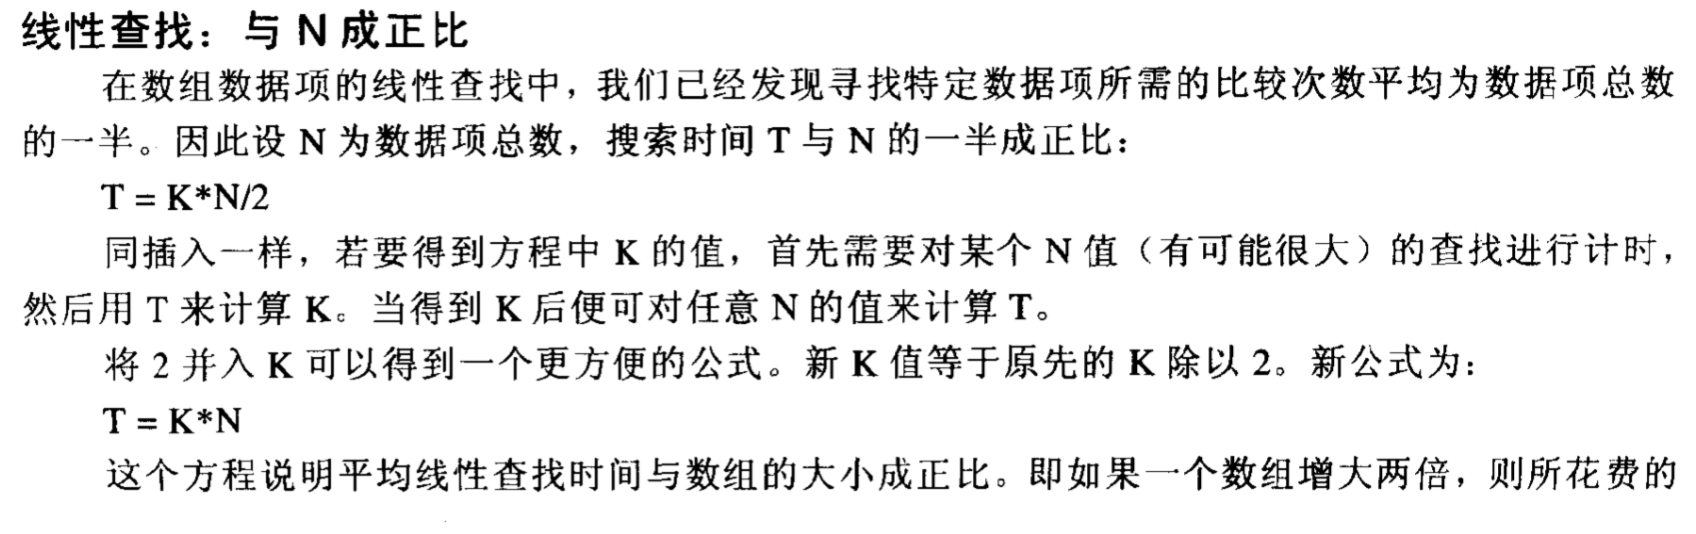 线性查找：与 N 成正比
在数组数据项的线性查找中，我们已经发现寻找特定数据项所需的比较次数平均为数据项总数
的一半。因此设 N 为数据项总数，搜索时间 T 与 N 的一半成正比：
T = K*N/2
同插入一样，若要得到方程中 K 的值，首先需要对某个 N 值（有可能很大）的查找进行计时，
然后用 T 来计算 K。当得到 K 后便可对任意 N 的值来计算 T。
将 2 并入 K 可以得到一个更方便的公式。新 K 值等于原先的 K 除以 2。新公式为：
T = K*N
这个方程说明平均线性查找时间与数组的大小成正比。即如果一个数组增大两倍，则所花费的